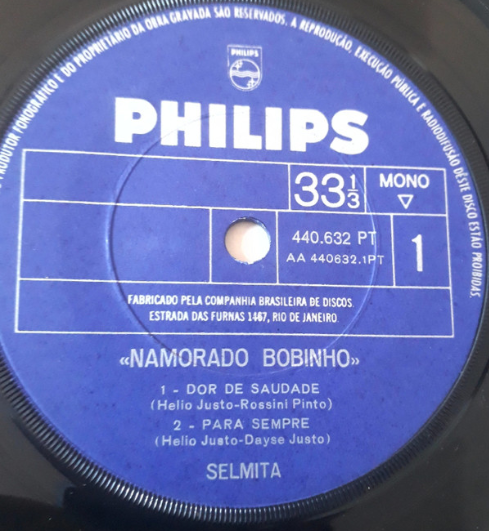 PRODUTOR FONOGRÁFICO E DO PROPRIETÁRIO DA OBRA GRAVADA SÃO RESERVADOS. A REPRODUÇÃO, EXECUÇÃO PÚBLICA E RADIODIFUSÃO DÊSTE DISCO ESTÃO PROIBIDAS
PHILIPS
PHILIPS
33 1/3
MONO
440.632 PT
AA 440632.1PT
1
FABRICADO PELA COMPANHIA BRASILEIRA DE DISCOS
ESTRADA DAS FURNAS 1467, RIO DE JANEIRO.
«NAMORADO BOBINHO»
1 - DOR DE SAUDADE
(Helio Justo-Rossini Pinto)
2 - PARA SEMPRE
(Helio Justo-Dayse Justo)
SELMITA